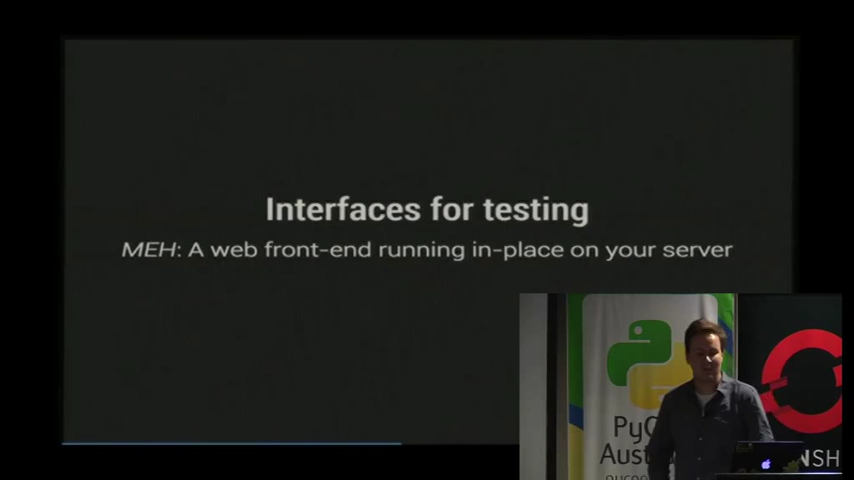 Interfaces for testing
MEH: A web front-end running in-place on your server
PyC
Aust
NSH